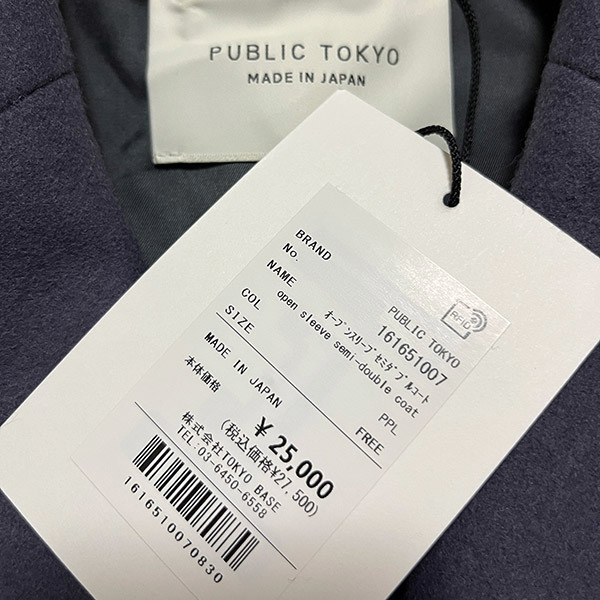 PUBLIC TOKYO
MADE IN JAPAN
RFID
BRAND PUBLIC TOKYO
No. 161651007
NAME オープンスリーブセミダブルコート
open sleeve semi-double coat
COL PPL
SIZE FREE
MADE IN JAPAN
本体価格 ¥ 25,000
(税込価格¥27,500)
株式会社TOKYO BASE
TEL:03-6450-6558
1616510070830